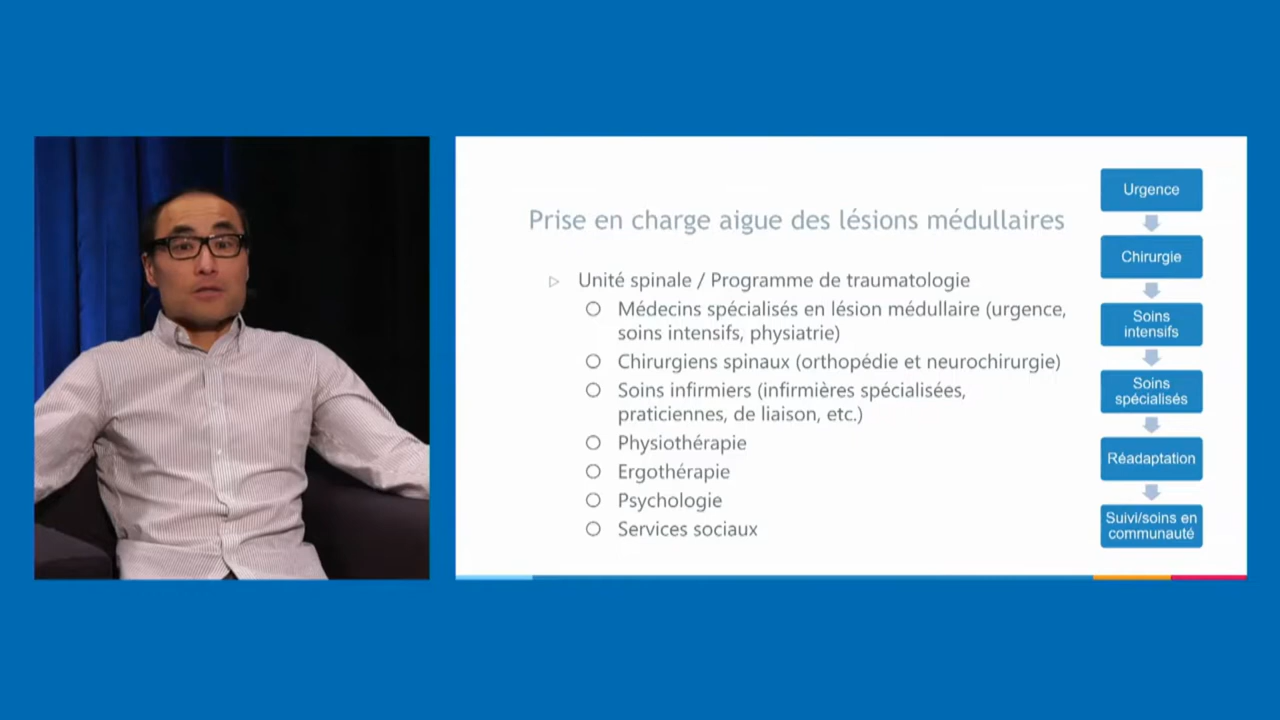 Prise en charge aigue des lésions médullaires
Unité spinale / Programme de traumatologie
Médecins spécialisés en lésion médullaire (urgence,
soins intensifs, physiatrie)
Chirurgiens spinaux (orthopédie et neurochirurgie)
Soins infirmiers (infirmières spécialisées,
praticiennes, de liaison, etc.)
Physiothérapie
Ergothérapie
Psychologie
Services sociaux
Urgence
Chirurgie
Soins
intensifs
Soins
spécialisés
Réadaptation
Suivi/soins en
communauté